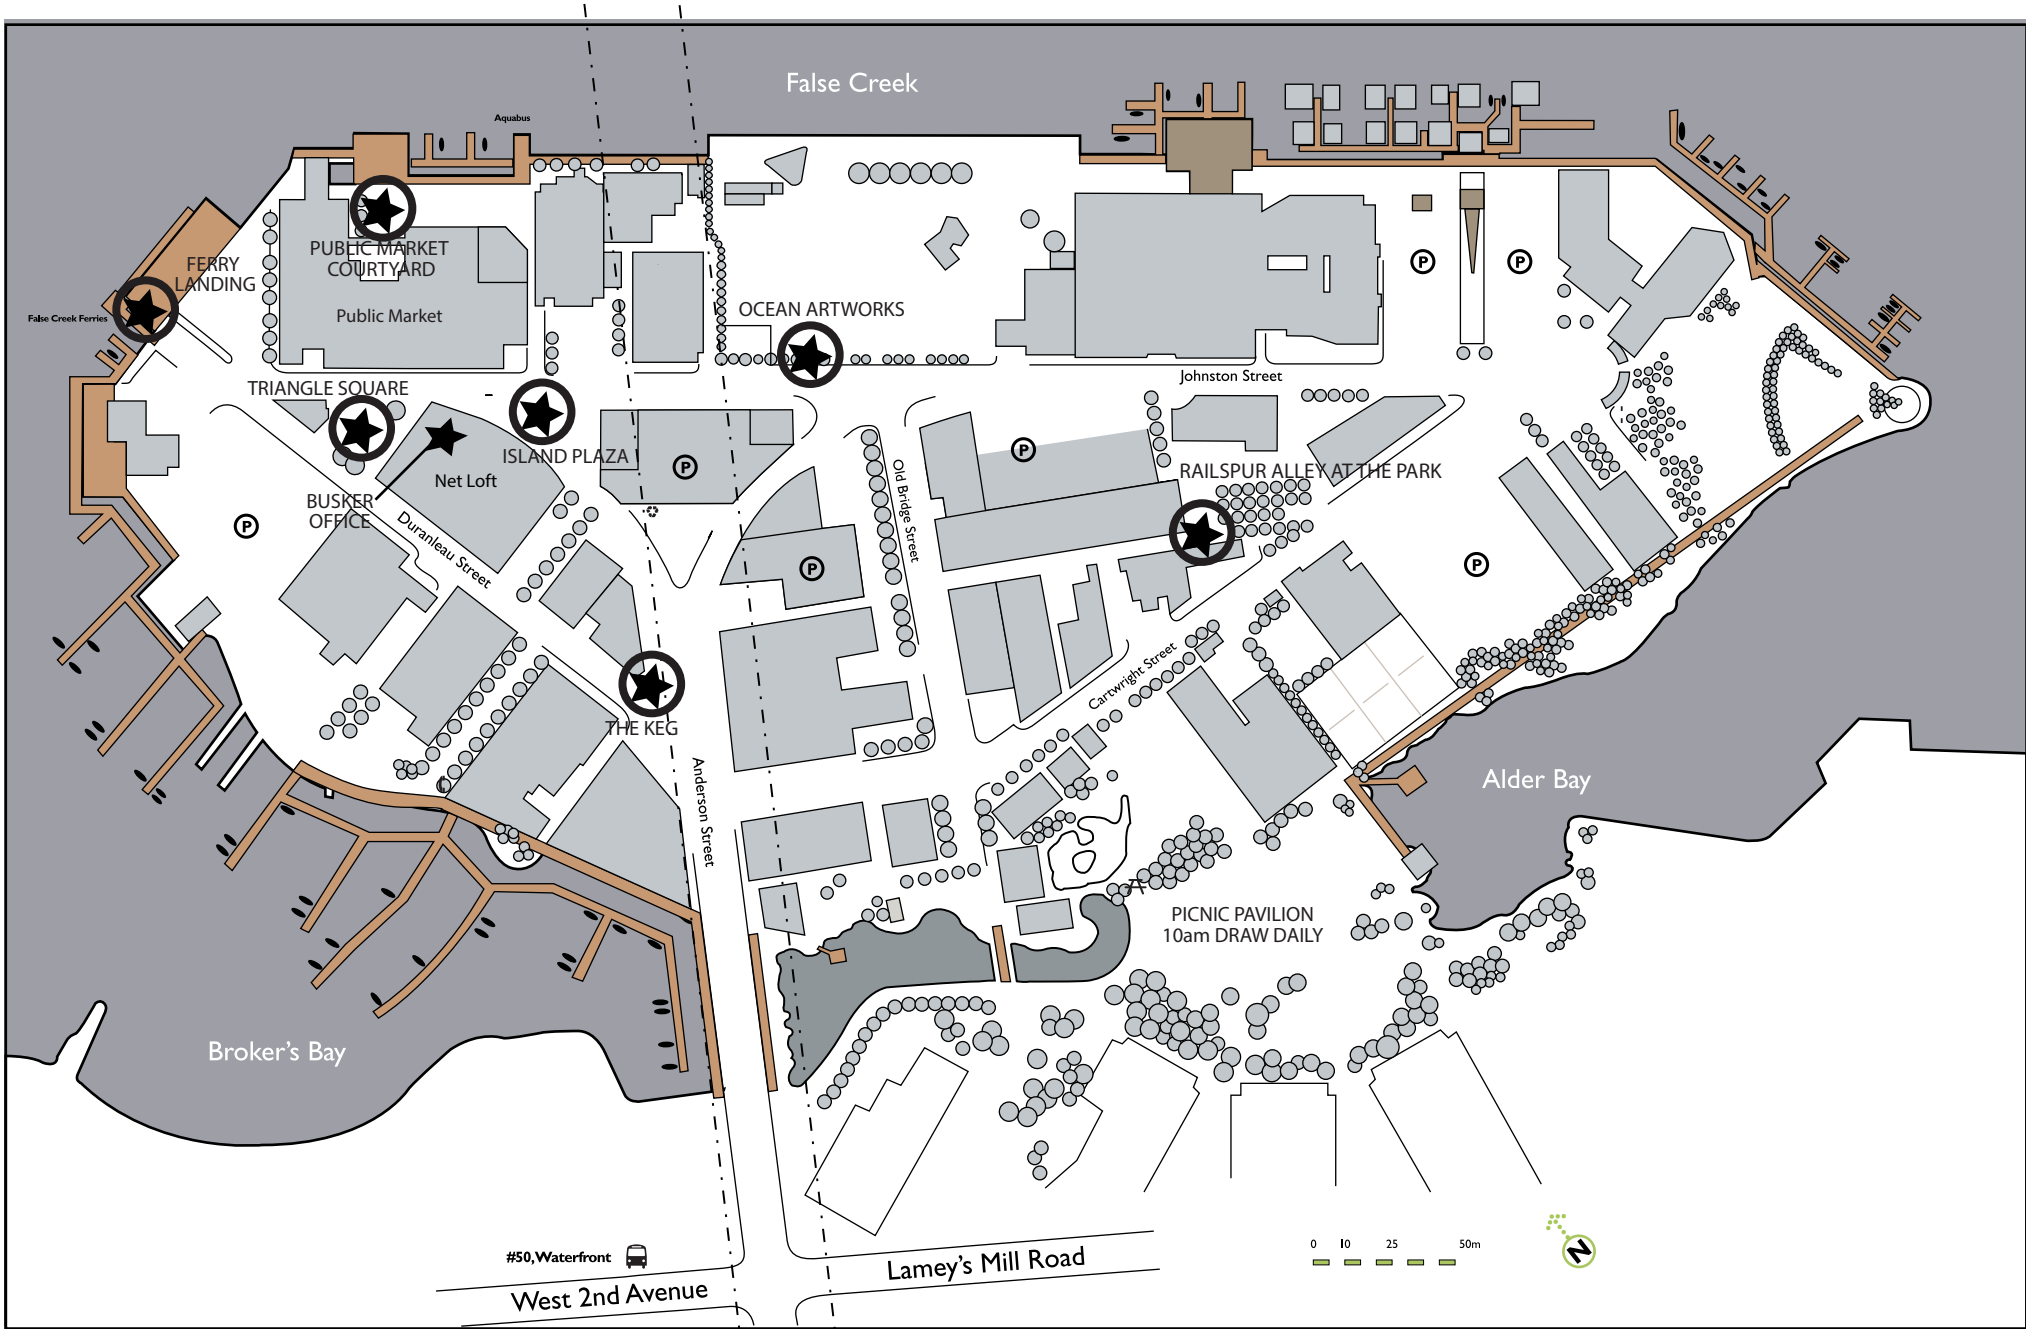 False Creek
Aquabus
PUBLIC MARKET
COURTYARD
FERRY
LANDING
False Creek Ferries
Public Market
OCEAN ARTWORKS
P
P
Johnston Street
TRIANGLE SQUARE
ISLAND PLAZA
Net Loft
BUSKER
OFFICE
Duranleau Street
P
P
P
P
Old Bridge Street
RAILSPUR ALLEY AT THE PARK
P
Cartwright Street
THE KEG
Anderson Street
Alder Bay
PICNIC PAVILION
10am DRAW DAILY
Broker's Bay
#50,Waterfront
West 2nd Avenue
Lamey's Mill Road
0 10 25 50m
N